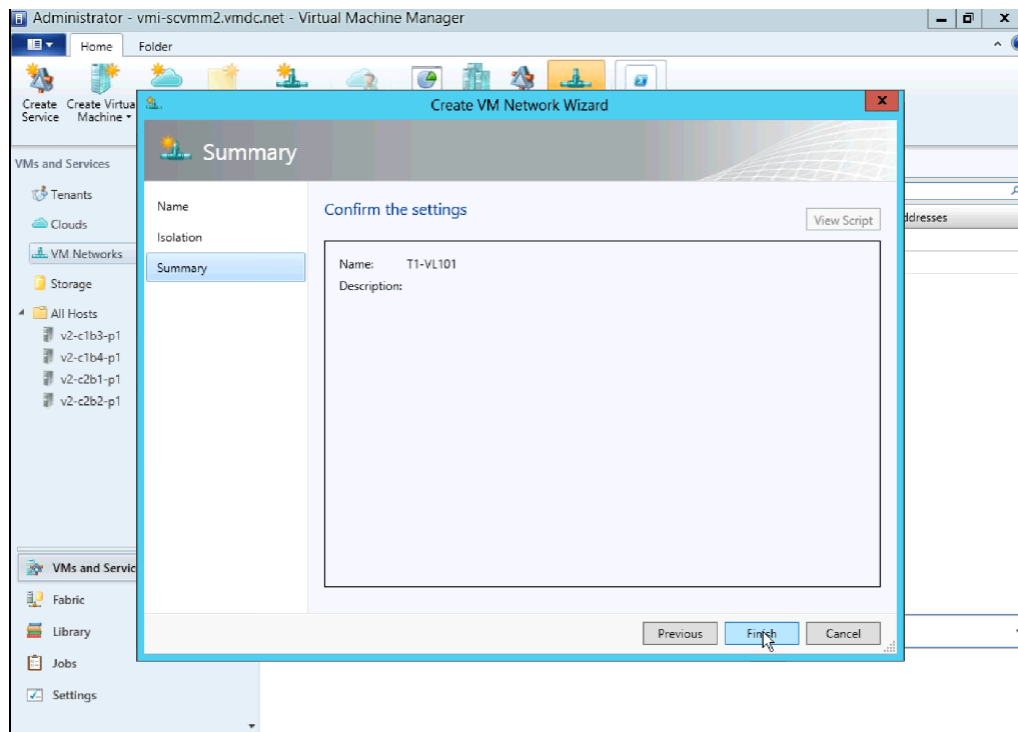 Administrator - vmi-scvmm2.vmdc.net - Virtual Machine Manager
Home Folder
Create Service
Create Virtua
Machine
VMs and Services
Tenants
Clouds
VM Networks
Storage
All Hosts
v2-c1b3-p1
v2-c1b4-p1
v2-c2b1-p1
v2-c2b2-p1
VMs and Servic
Fabric
Library
Jobs
Settings
Create VM Network Wizard
x
Summary
Name
Isolation
Summary
Confirm the settings
View Script
Name: T1-VL101
Description:
Previous Finish Cancel
ddresses